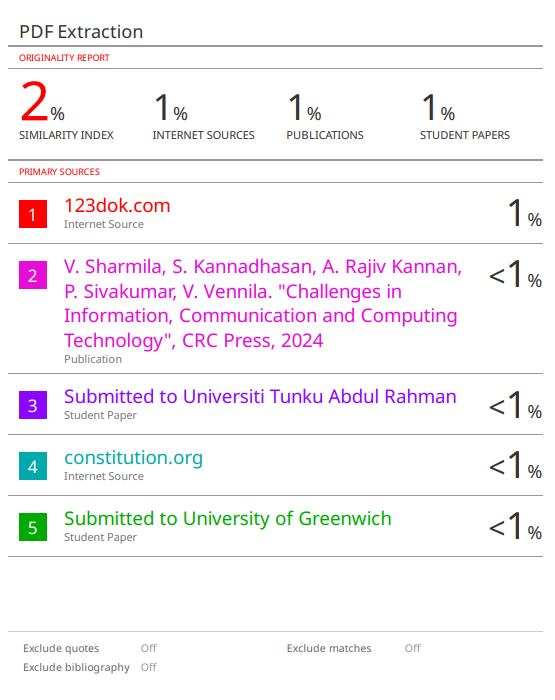 PDF Extraction
ORIGINALITY REPORT
2%
1%
1%
1%
SIMILARITY INDEX
INTERNET SOURCES
PUBLICATIONS
STUDENT PAPERS
PRIMARY SOURCES
1
123dok.com
Internet Source
1%
2
V. Sharmila, S. Kannadhasan, A. Rajiv Kannan,
P. Sivakumar, V. Vennila. "Challenges in
Information, Communication and Computing
Technology", CRC Press, 2024
Publication
<1%
3
Submitted to Universiti Tunku Abdul Rahman
Student Paper
<1%
4
constitution.org
Internet Source
<1%
5
Submitted to University of Greenwich
Student Paper
<1%
Exclude quotes Off
Exclude matches Off
Exclude bibliography Off